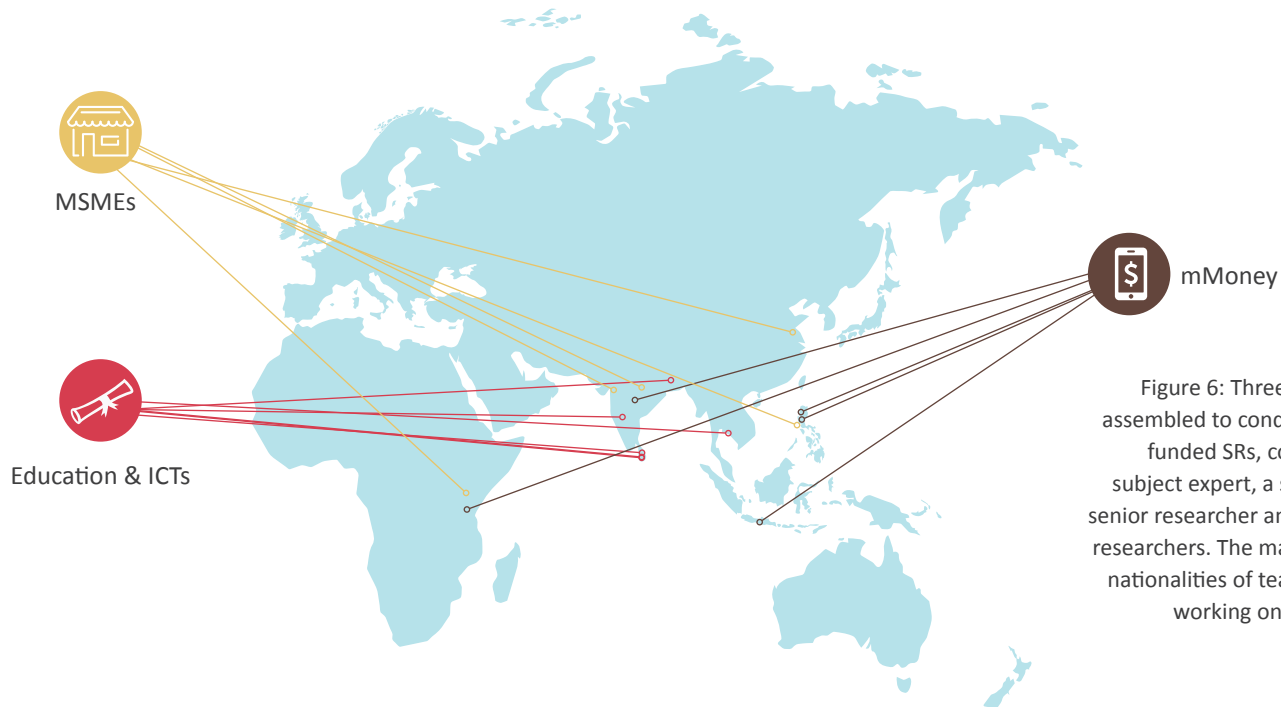 MSMEs
$
mMoney
Education & ICTs
Figure 6: Three
assembled to cond
funded SRs, co
subject expert, a s
senior researcher an
researchers. The ma
nationalities of tea
working on